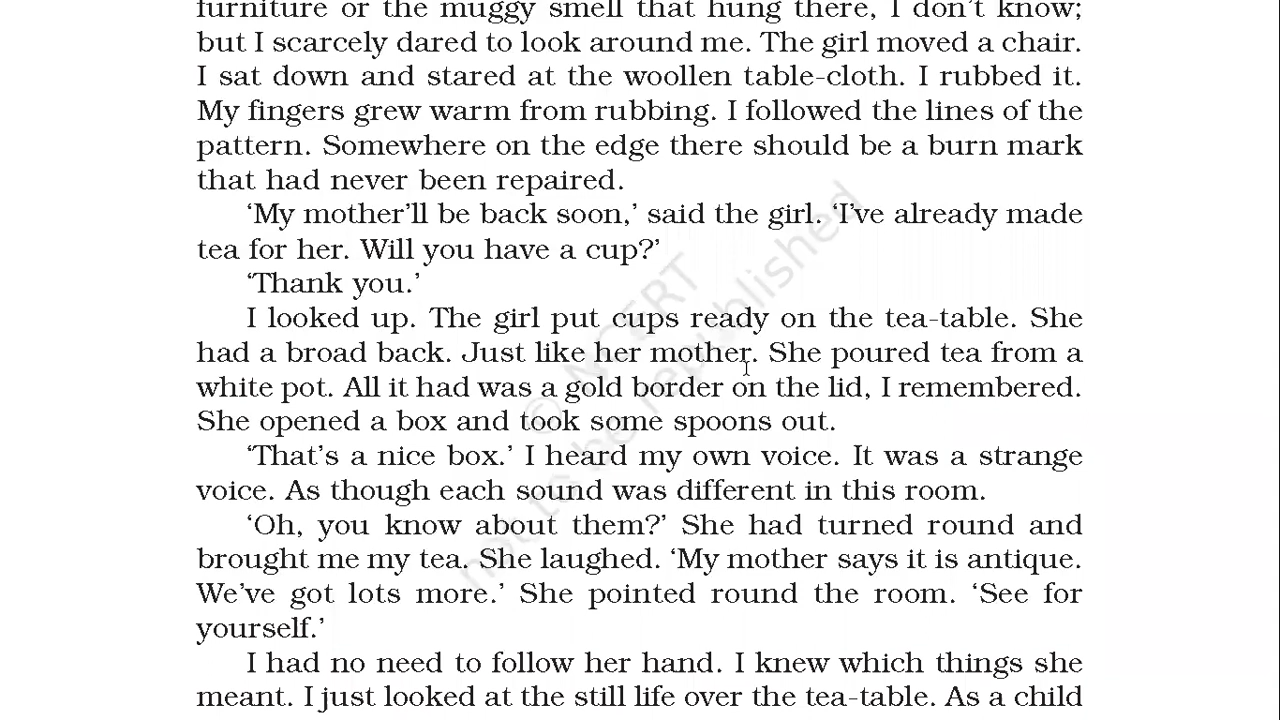 furniture or the muggy smell that hung there, I don't know;
but I scarcely dared to look around me. The girl moved a chair.
I sat down and stared at the woollen table-cloth. I rubbed it.
My fingers grew warm from rubbing. I followed the lines of the
pattern. Somewhere on the edge there should be a burn mark
that had never been repaired.
‘My mother’ll be back soon,’ said the girl. ‘I’ve already made
tea for her. Will you have a cup?’
‘Thank you.’
I looked up. The girl put cups ready on the tea-table. She
had a broad back. Just like her mother. She poured tea from a
white pot. All it had was a gold border on the lid, I remembered.
She opened a box and took some spoons out.
‘That’s a nice box.’ I heard my own voice. It was a strange
voice. As though each sound was different in this room.
‘Oh, you know about them?’ She had turned round and
brought me my tea. She laughed. ‘My mother says it is antique.
We’ve got lots more.’ She pointed round the room. ‘See for
yourself.’
I had no need to follow her hand. I knew which things she
meant. I just looked at the still life over the tea-table. As a child
© NCERT
not to be republished